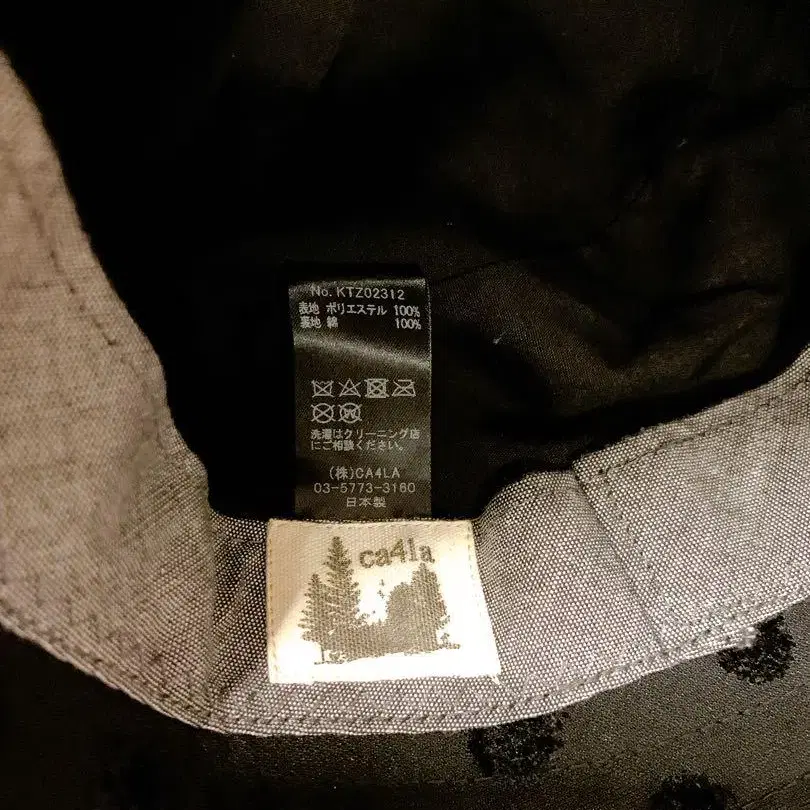 No. KTZ02312
表地 ポリエステル 100%
裏地 綿 100%
洗濯はクリーニング店
にご相談ください。
(株)CA4LA
03-5773-3160
日本製
ca4la